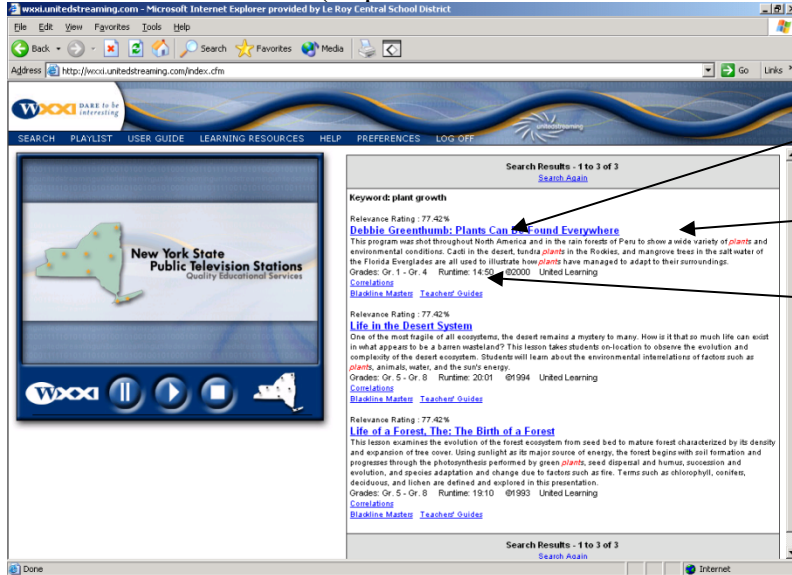 wxxi.unitedstreaming.com - Microsoft Internet Explorer provided by Le Roy Central School District
File Edit View Favorites Tools Help
Back Search Favorites Media
Address http://wxxi.unitedstreaming.com/index.cfm Go Links
WXXI DARE to be interesting
unitedstreaming
SEARCH PLAYLIST USER GUIDE LEARNING RESOURCES HELP PREFERENCES LOG OFF
New York State
Public Television Stations
Quality Educational Services
WXXI
Search Results - 1 to 3 of 3
Search Again
Keyword: plant growth
Relevance Rating : 77.42%
Debbie Greenthumb: Plants Can Be Found Everywhere
This program was shot throughout North America and in the rain forests of Peru to show a wide variety of plants and
environmental conditions. Cacti in the desert, tundra plants in the Rockies, and mangrove trees in the salt water of
the Florida Everglades are all used to illustrate how plants have managed to adapt to their surroundings.
Grades: Gr. 1 - Gr. 4 Runtime: 14:50 @2000 United Learning
Correlations
Blackline Masters Teachers' Guides
Relevance Rating : 77.42%
Life in the Desert System
One of the most fragile of all ecosystems, the desert remains a mystery to many. How is it that so much life can exist
in what appears to be a barren wasteland? This lesson takes students on-location to observe the evolution and
complexity of the desert ecosystem. Students will learn about the environmental interrelations of factors such as
plants, animals, water, and the sun's energy.
Grades: Gr. 5 - Gr. 8 Runtime: 20:01 @1994 United Learning
Correlations
Blackline Masters Teachers' Guides
Relevance Rating : 77.42%
Life of a Forest, The: The Birth of a Forest
This lesson examines the evolution of the forest ecosystem from seed bed to mature forest characterized by its density
and expansion of tree cover. Using sunlight as its major source of energy, the forest begins with soil formation and
progresses through the photosynthesis performed by green plants, seed dispersal and humus, succession and
evolution, and species adaptation and change due to factors such as fire. Terms such as chlorophyll, conifers,
deciduous, and lichen are defined and explored in this presentation.
Grades: Gr. 5 - Gr. 8 Runtime: 19:10 @1993 United Learning
Correlations
Blackline Masters Teachers' Guides
Search Results - 1 to 3 of 3
Search Again
Done Internet